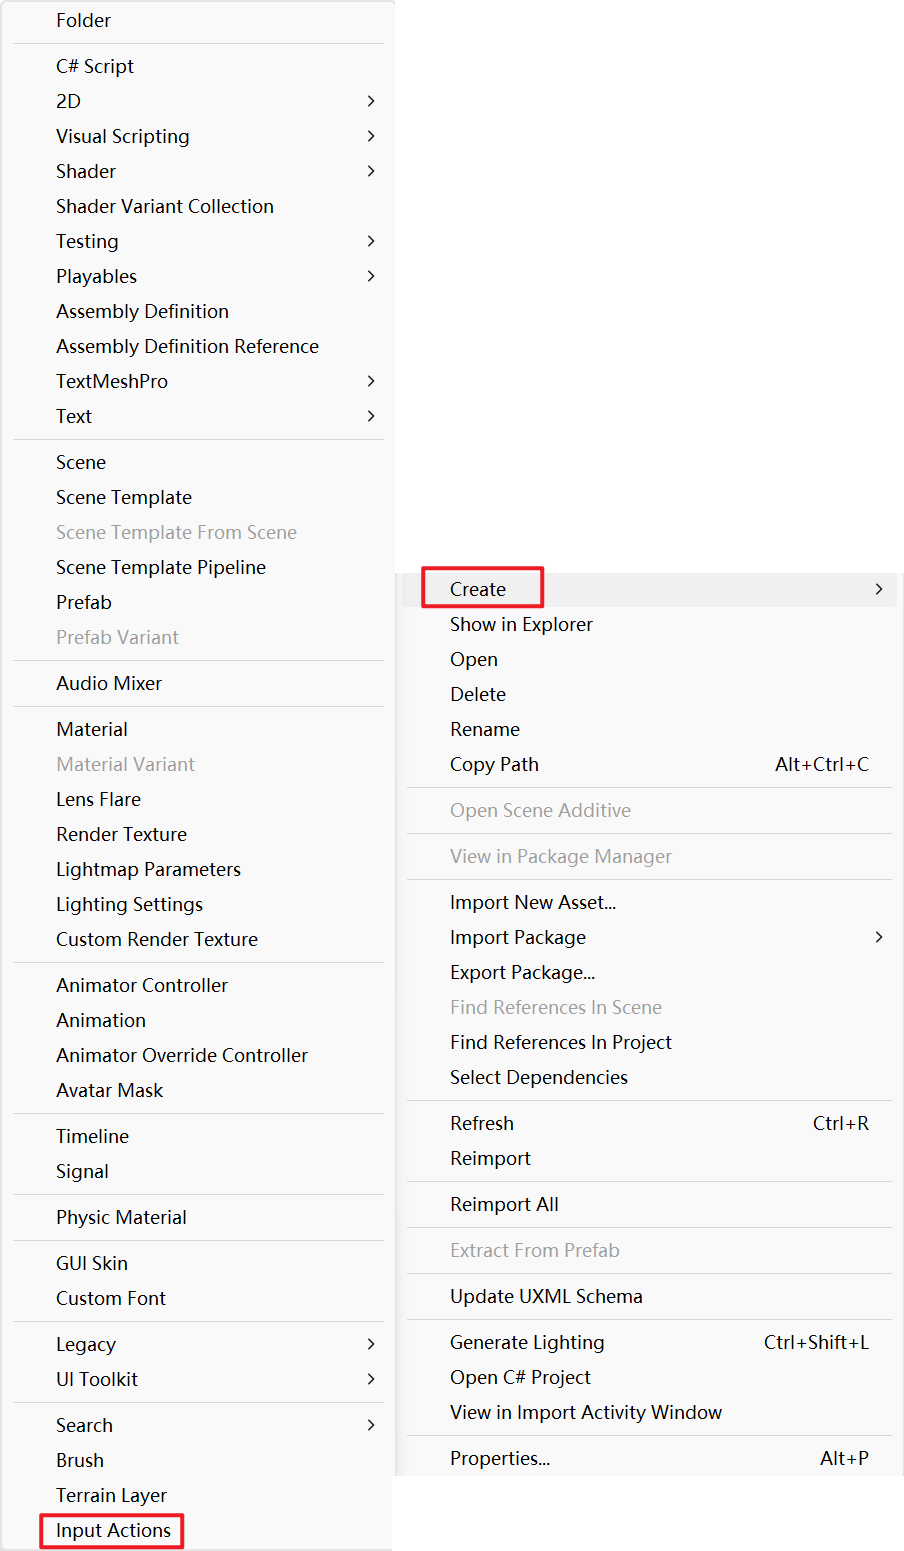 Folder
C# Script
2D
Visual Scripting
Shader
Shader Variant Collection
Testing
Playables
Assembly Definition
Assembly Definition Reference
TextMeshPro
Text
Scene
Scene Template
Scene Template From Scene
Scene Template Pipeline
Prefab
Prefab Variant
Audio Mixer
Material
Material Variant
Lens Flare
Render Texture
Lightmap Parameters
Lighting Settings
Custom Render Texture
Animator Controller
Animation
Animator Override Controller
Avatar Mask
Timeline
Signal
Physic Material
GUI Skin
Custom Font
Legacy
UI Toolkit
Search
Brush
Terrain Layer
Input Actions
Create
Show in Explorer
Open
Delete
Rename
Copy Path Alt+Ctrl+C
Open Scene Additive
View in Package Manager
Import New Asset...
Import Package
Export Package...
Find References In Scene
Find References In Project
Select Dependencies
Refresh Ctrl+R
Reimport
Reimport All
Extract From Prefab
Update UXML Schema
Generate Lighting Ctrl+Shift+L
Open C# Project
View in Import Activity Window
Properties... Alt+P